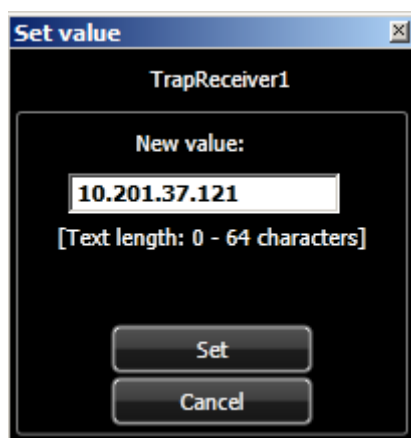 Set value
TrapReceiver1
New value:
10.201.37.121
[Text length: 0 - 64 characters]
Set
Cancel